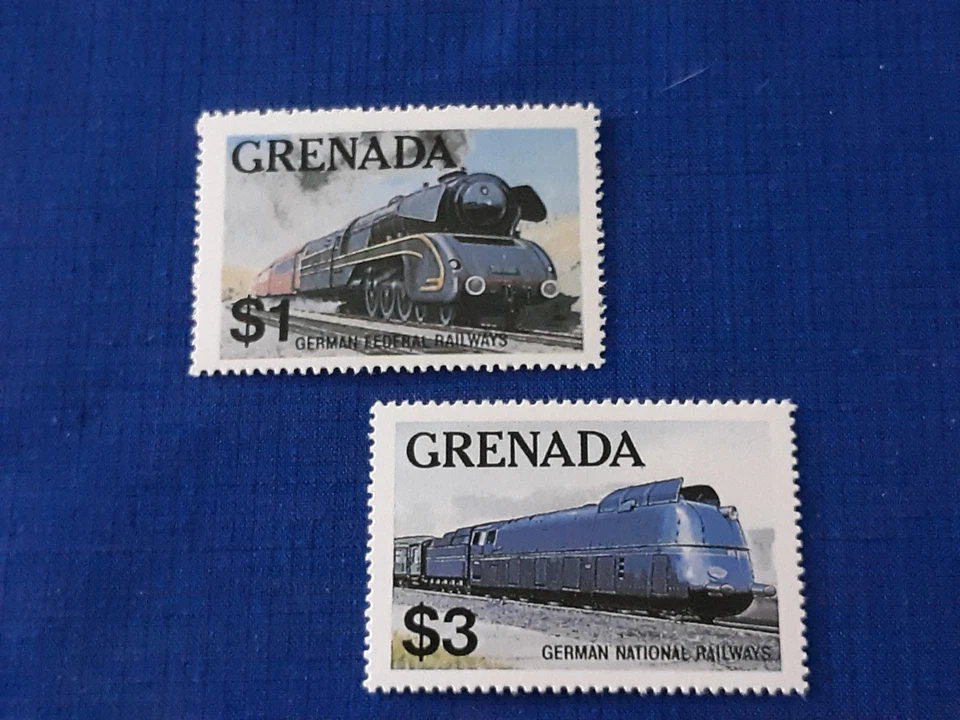 GRENADA
$1
GERMAN FEDERAL RAILWAYS
GRENADA
$3
GERMAN NATIONAL RAILWAYS